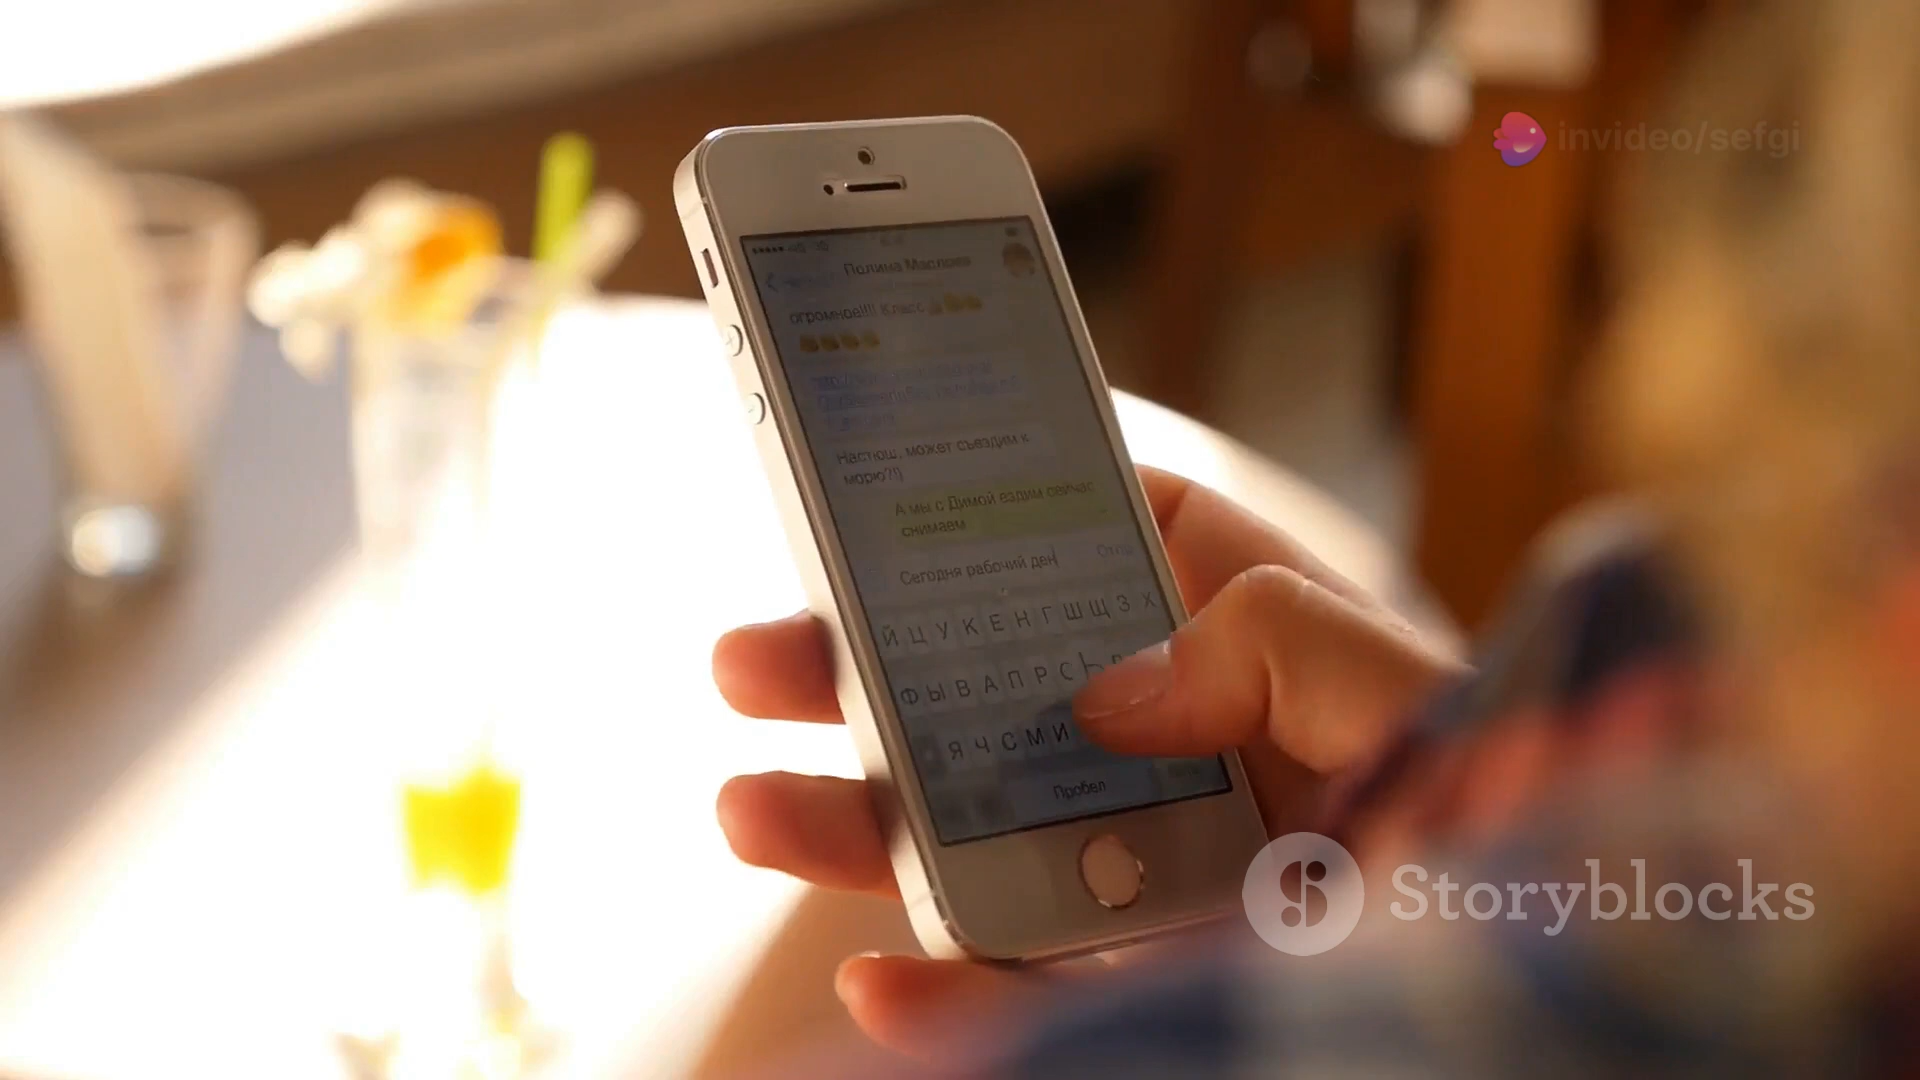 invideo/sefgi
Полина Маслоев
огромное!!!! Класс
Настюш, может съездим к
морю?!)
А мы с Димой ездим сейчас
снимаем
Сегодня рабочий ден
Й Ц У К Е Н Г Ш Щ З Х
Ф Ы В А П Р О
Я Ч С М И
Пробел
Storyblocks